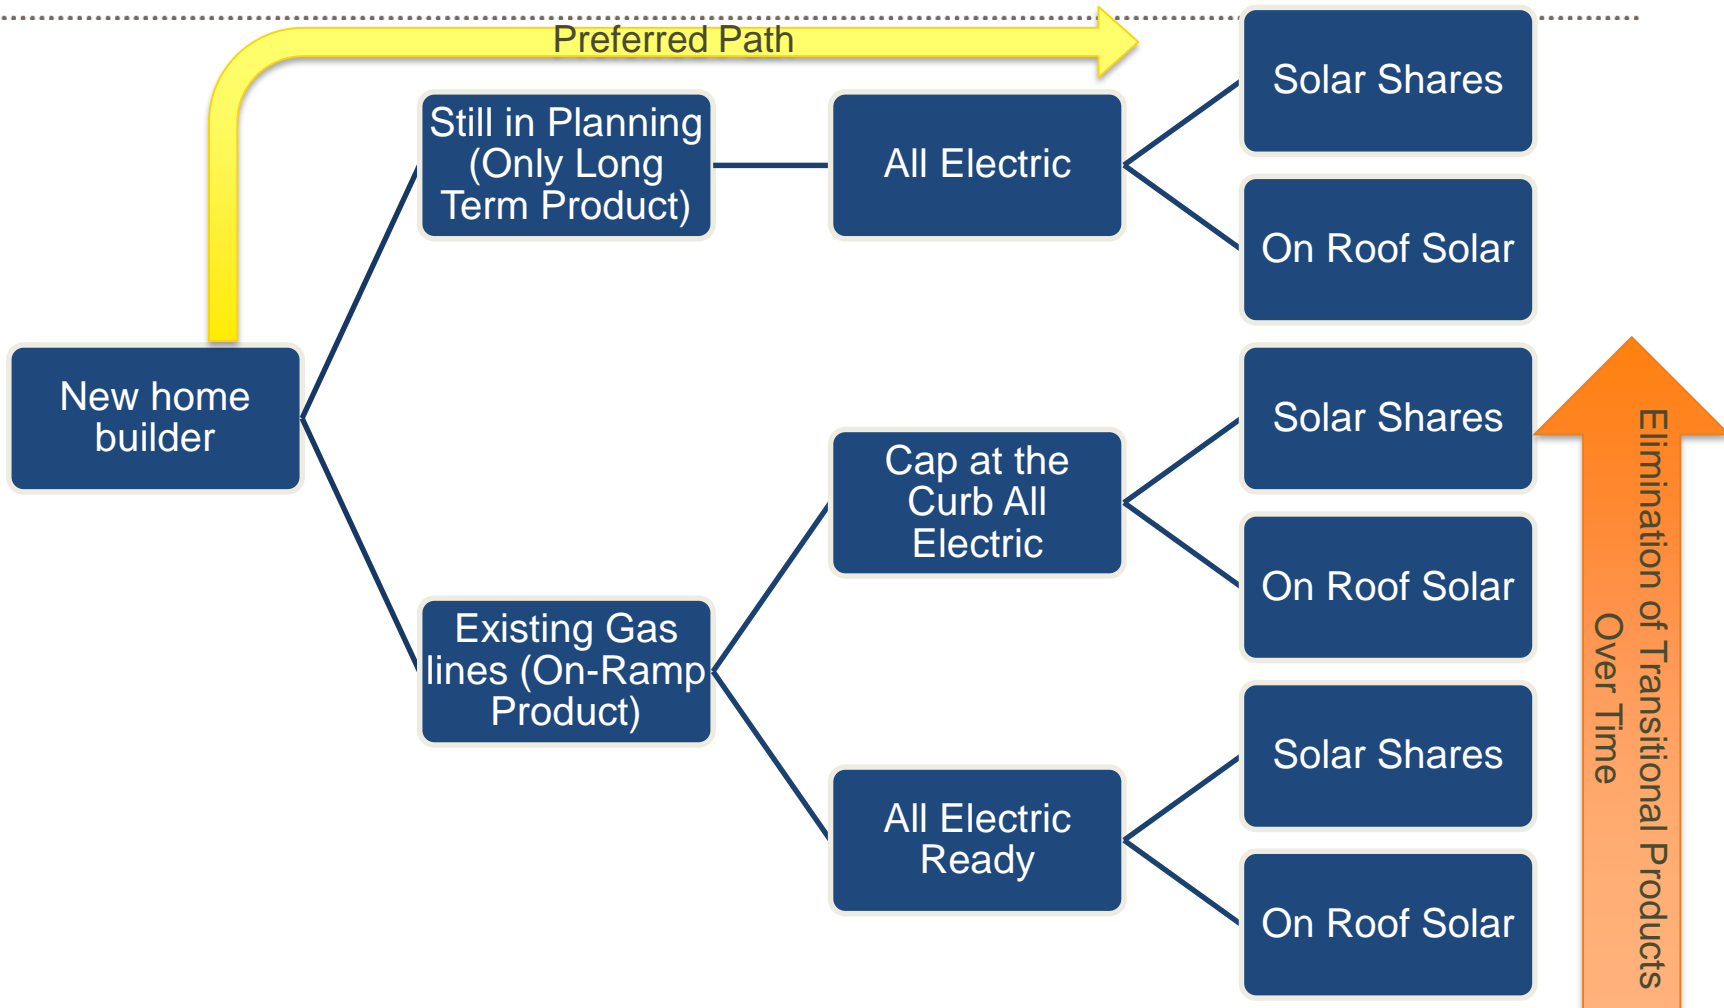 Preferred Path
Solar Shares
Still in Planning
(Only Long
Term Product)
All Electric
On Roof Solar
New home
builder
Solar Shares
Cap at the
Curb All
Electric
On Roof Solar
Existing Gas
lines (On-Ramp
Product)
Solar Shares
All Electric
Ready
On Roof Solar
Elimination of Transitional Products
Over Time